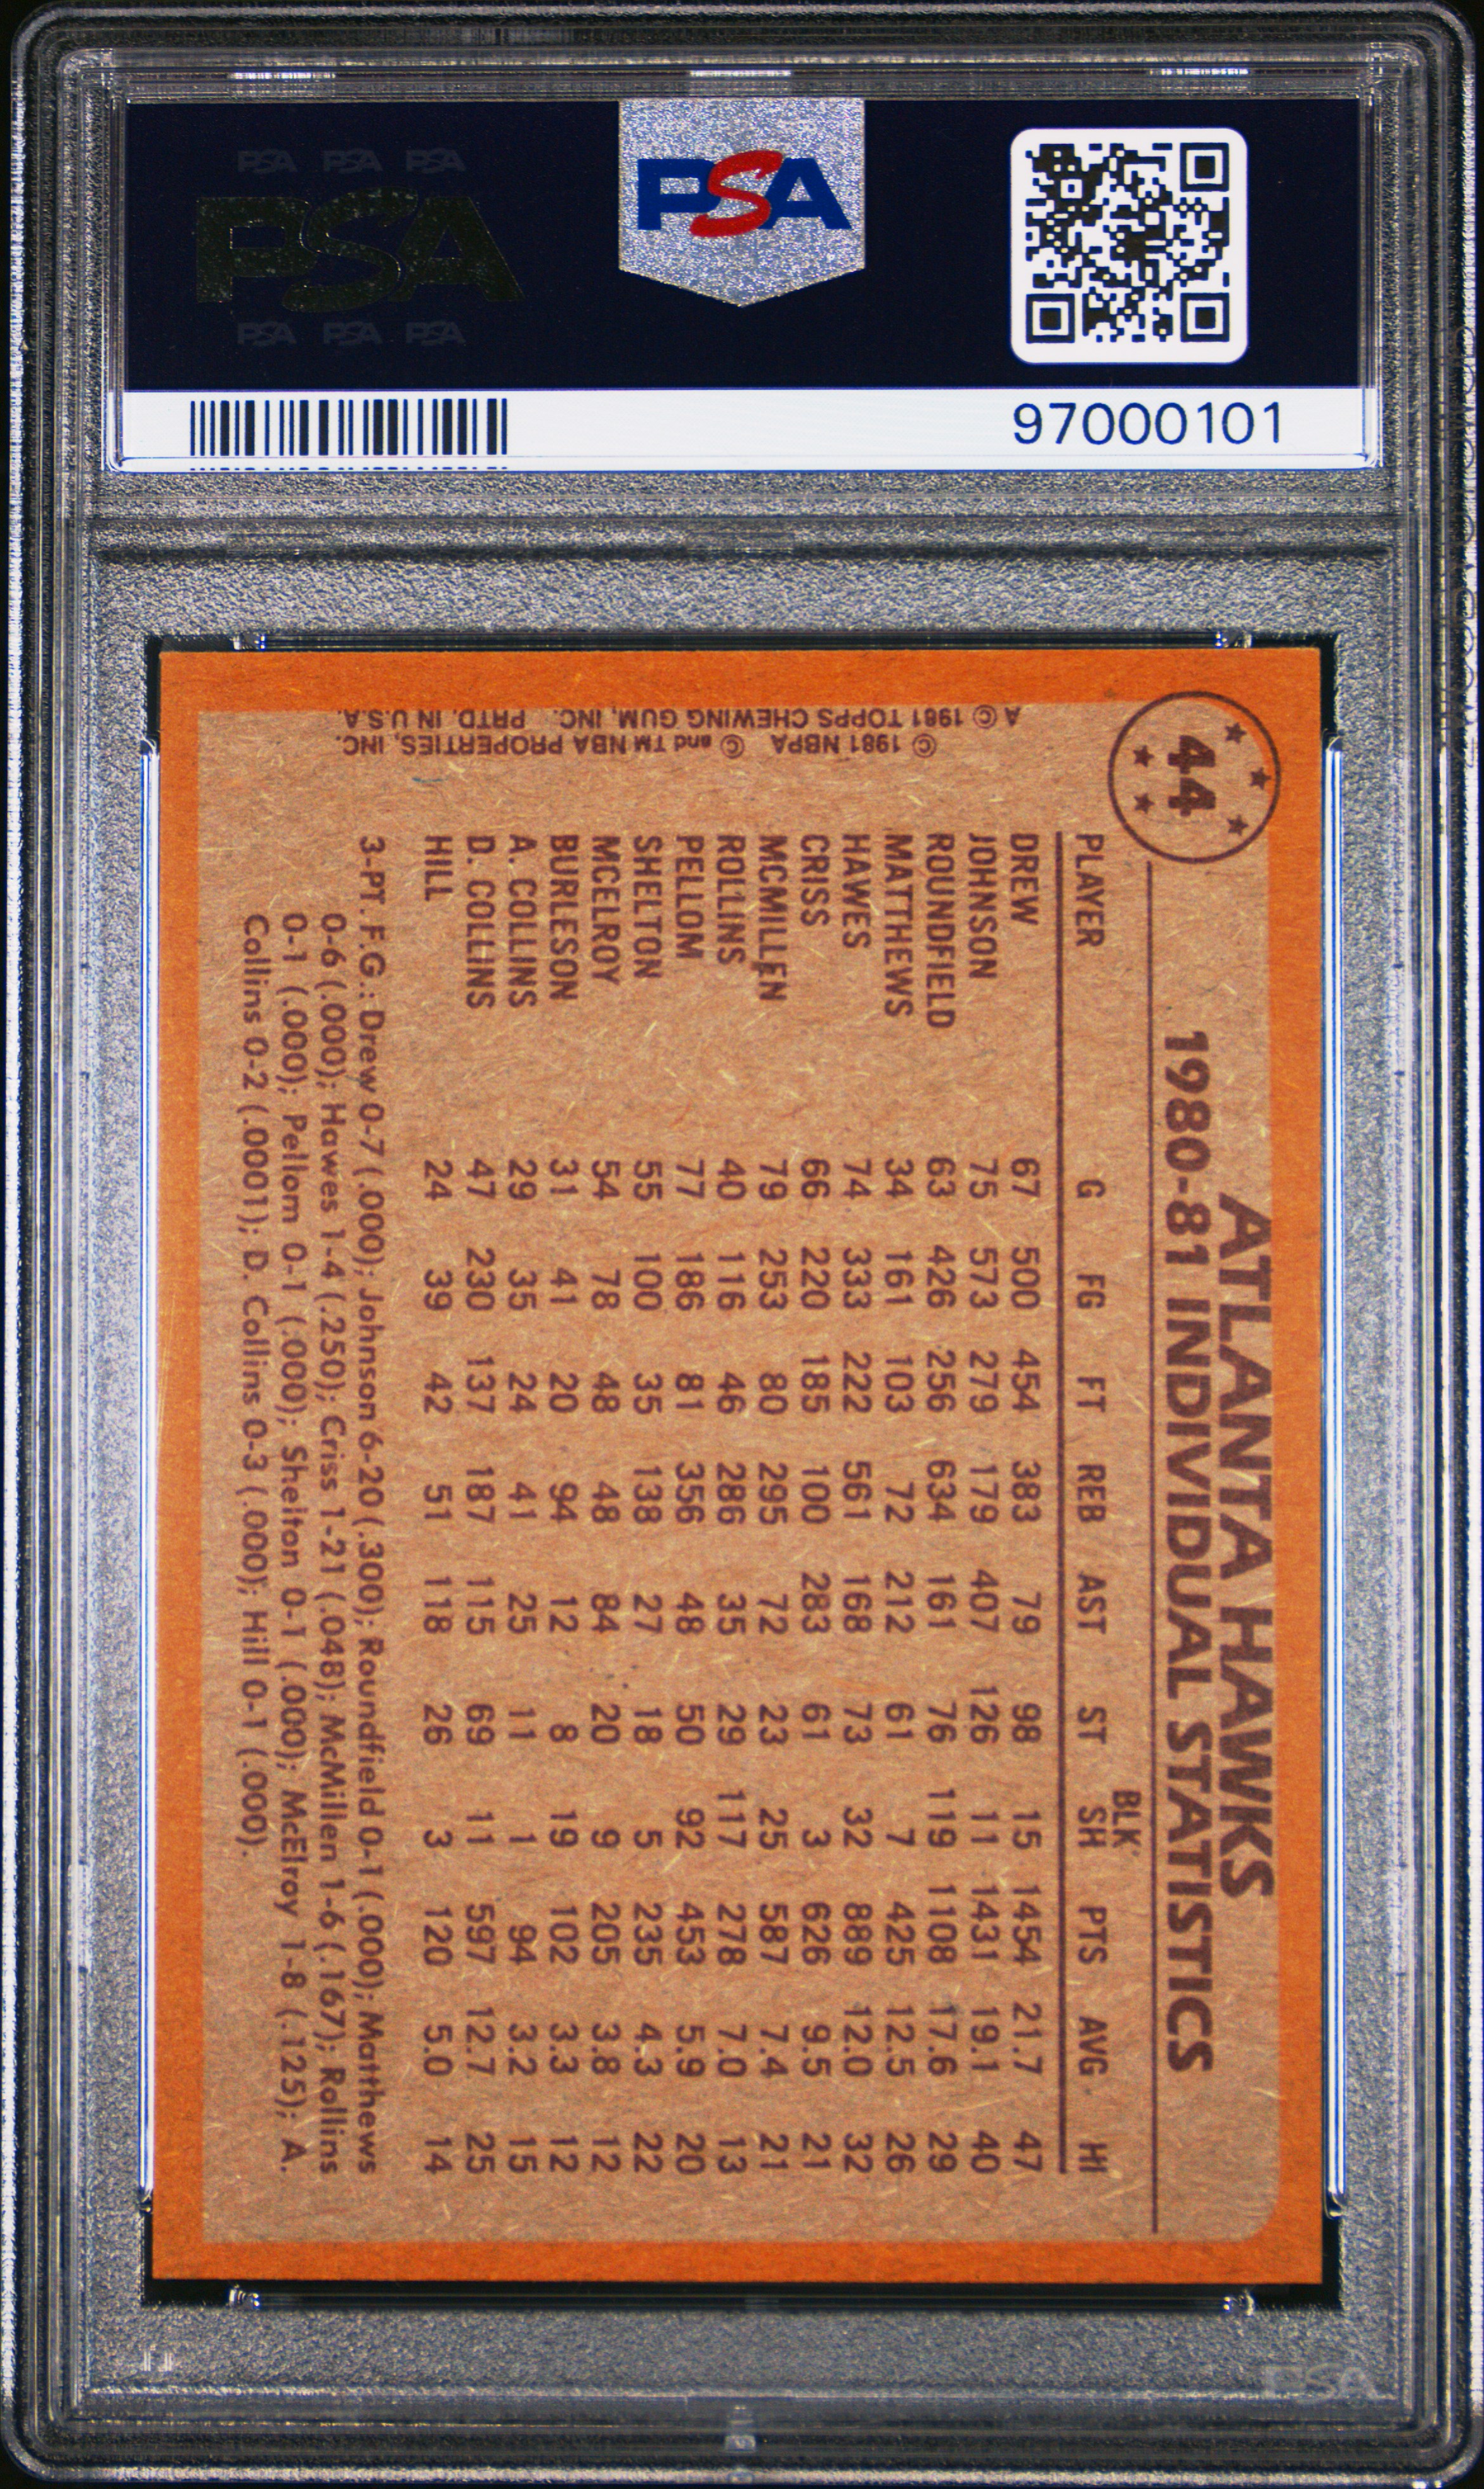 PSA PSA PSA
PSA
PSA PSA PSA
PSA
97000101
44
ATLANTA HAWKS
1980-81 INDIVIDUAL STATISTICS
PLAYER G FG FT REB AST ST BLK SH PTS AVG. HI
DREW 67 500 454 383 79 98 15 1454 21.7 47
JOHNSON 75 573 279 179 407 126 11 1431 19.1 40
ROUNDFIELD 63 426 256 634 161 76 119 1108 17.6 29
MATTHEWS 34 161 103 72 212 61 7 425 12.5 26
HAWES 74 333 222 561 168 73 32 889 12.0 32
CRISS 66 220 185 100 283 61 3 626 9.5 21
MCMILLEN 79 253 80 295 72 23 25 587 7.4 21
ROLLINS 40 116 46 286 35 29 117 278 7.0 13
PELLOM 77 186 81 356 48 50 92 453 5.9 20
SHELTON 55 100 35 138 27 18 5 235 4.3 22
MCELROY 54 78 48 48 84 20 9 205 3.8 12
BURLESON 31 41 20 94 12 8 19 102 3.3 12
A. COLLINS 29 35 24 41 25 11 1 94 3.2 15
D. COLLINS 47 230 137 187 115 69 11 597 12.7 25
HILL 24 39 42 51 118 26 3 120 5.0 14
3-PT. F.G.: Drew 0-7 (.000); Johnson 6-20 (.300); Roundfield 0-1 (.000); Matthews
0-6 (.000); Hawes 1-4 (.250); Criss 1-21 (.048); McMillen 1-6 (.167); Rollins
0-1 (.000); Pellom 0-1 (.000); Shelton 0-1 (.000); McElroy 1-8 (.125); A.
Collins 0-2 (.0001); D. Collins 0-3 (.000); Hill 0-1 (.000).
© 1981 NBPA © and TM NBA PROPERTIES, INC.
A © 1981 TOPPS CHEWING GUM, INC. PRTD. IN U.S.A.
PSA